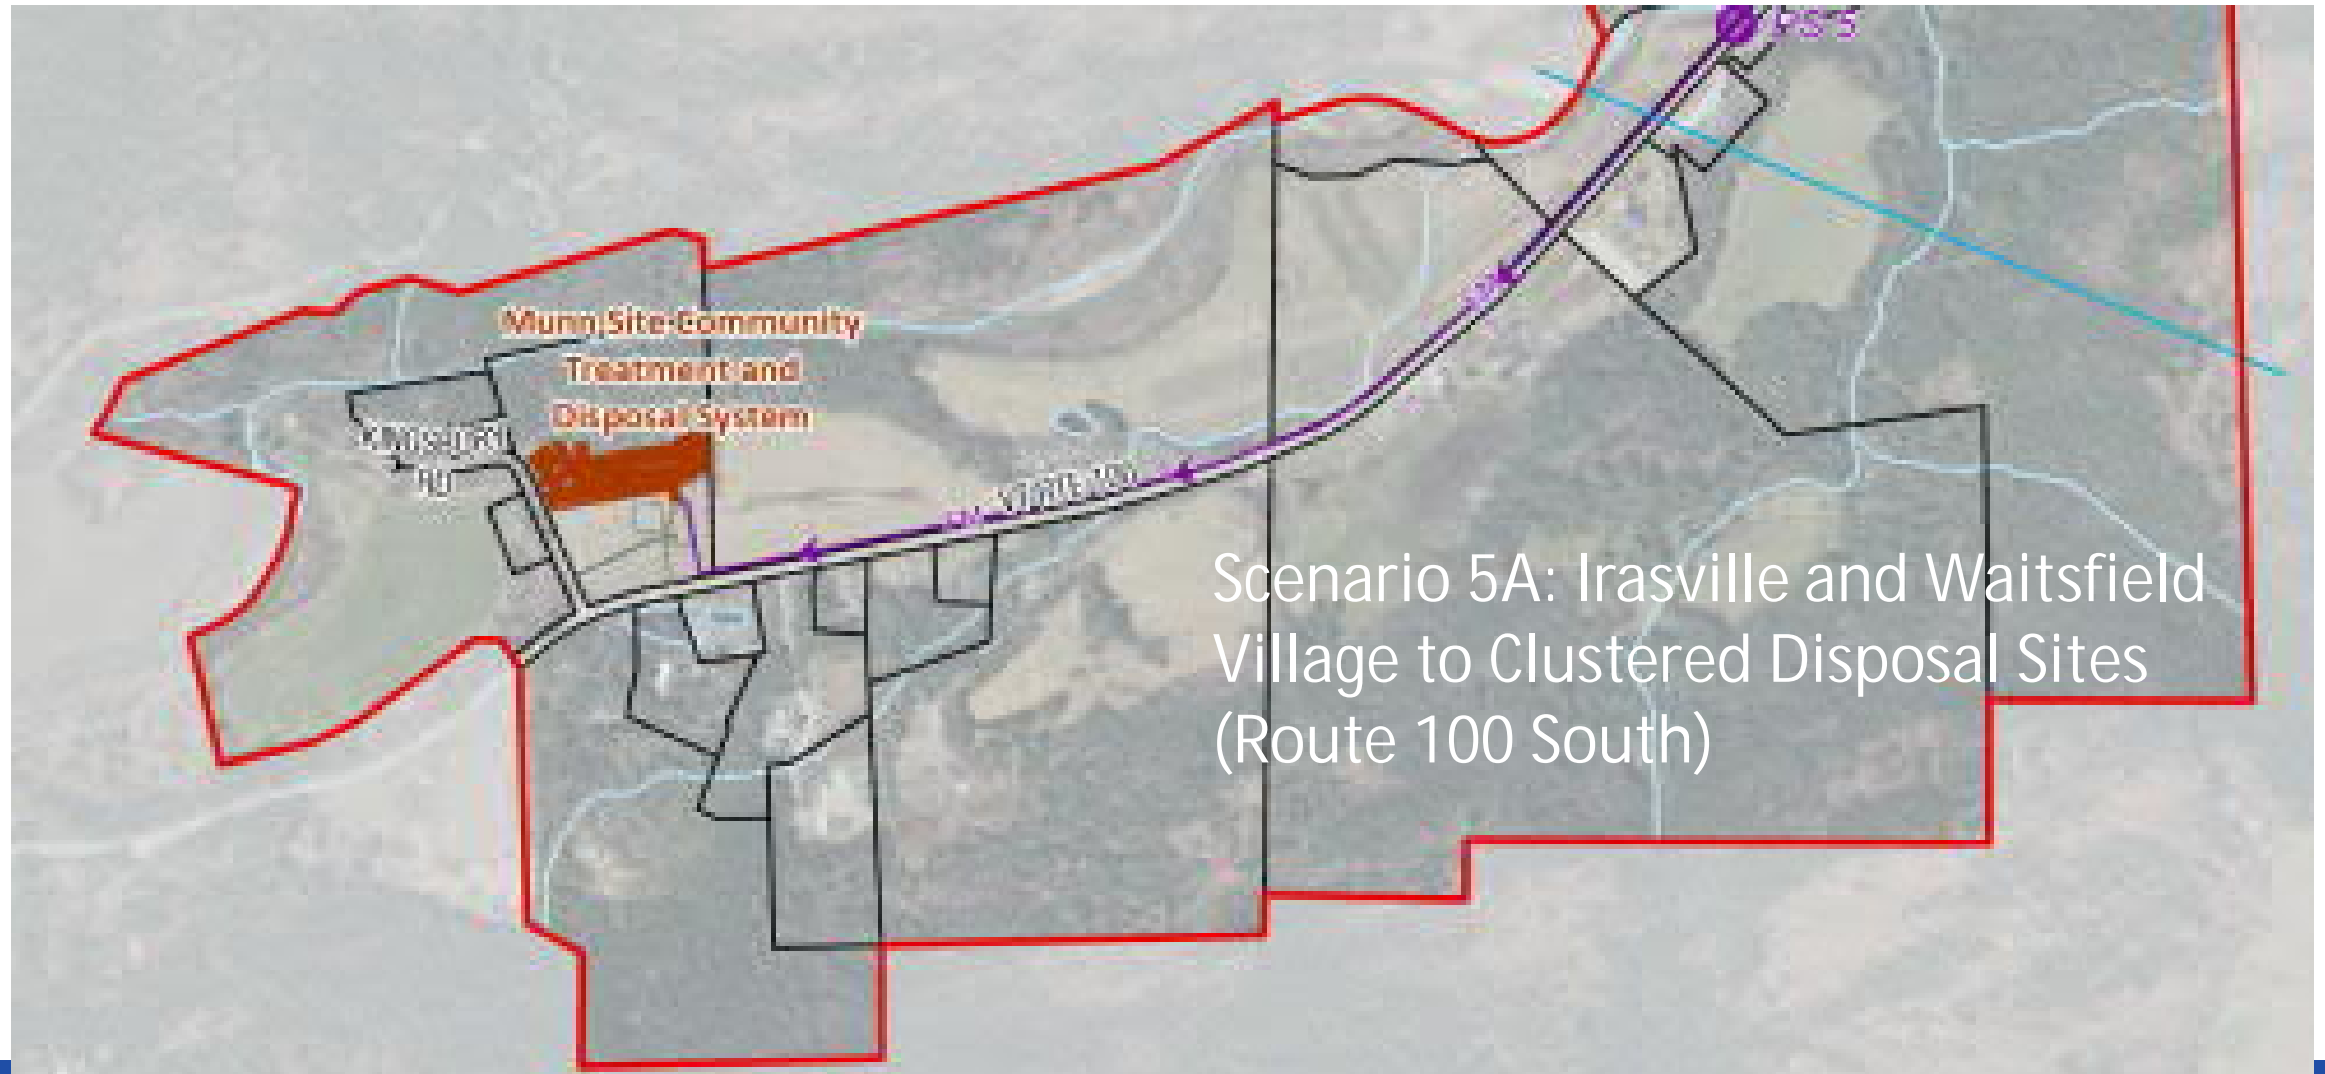 PS 5
Munn Site Community
Treatment and
Disposal System
Rd
Scenario 5A: Irasville and Waitsfield
Village to Clustered Disposal Sites
(Route 100 South)